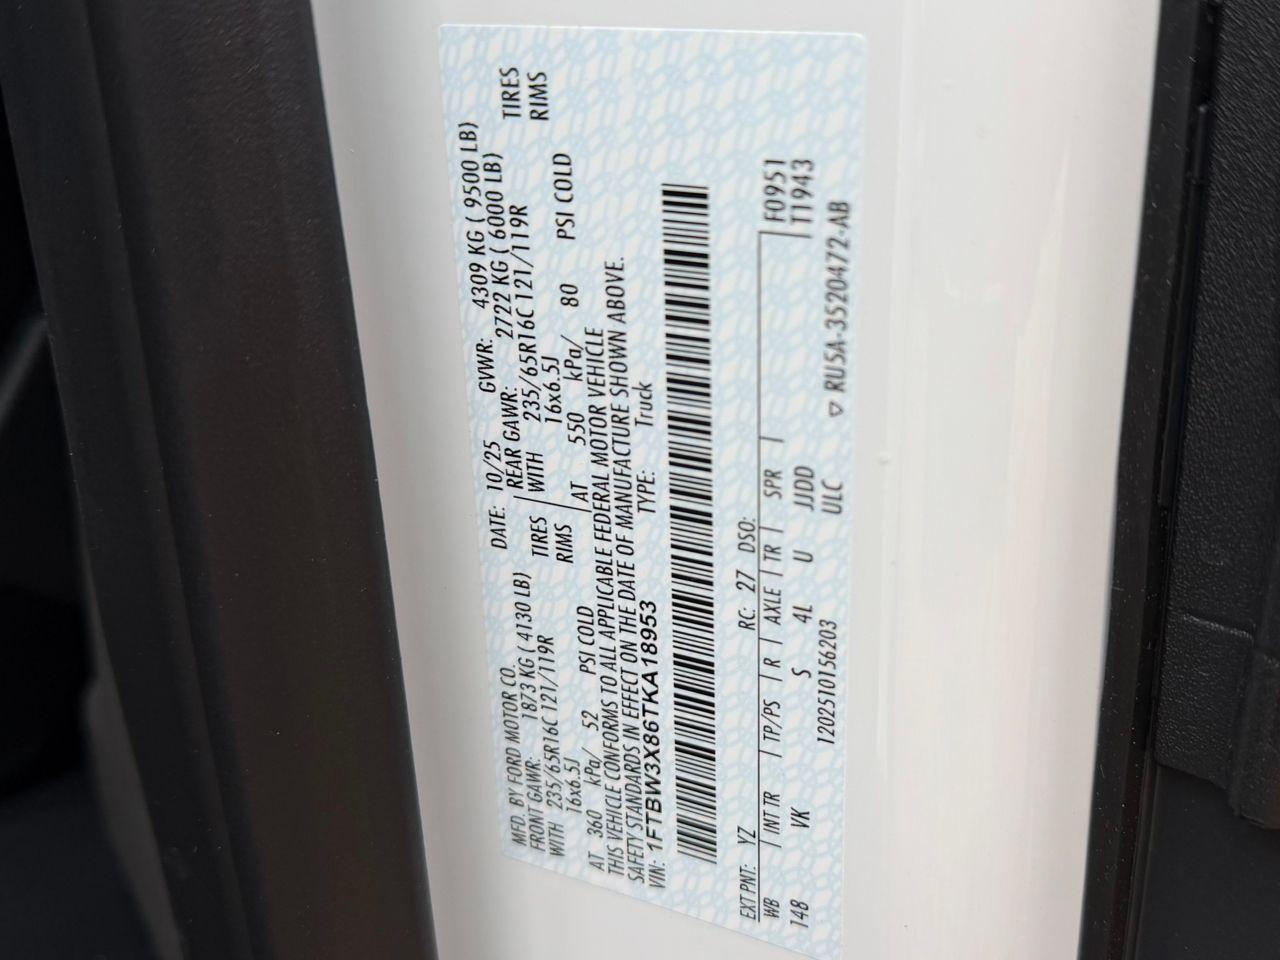 MFD. BY FORD MOTOR CO.
DATE: 10/25 GVWR: 4309 KG ( 9500 LB)
FRONT GAWR: 1873 KG ( 4130 LB) REAR GAWR: 2722 KG ( 6000 LB)
WITH 235/65R16C 121/119R TIRES WITH 235/65R16C 121/119R TIRES
16x6.5J RIMS 16x6.5J RIMS
AT 360 kPa/ 52 PSI COLD AT 550 kPa/ 80 PSI COLD
THIS VEHICLE CONFORMS TO ALL APPLICABLE FEDERAL MOTOR VEHICLE
SAFETY STANDARDS IN EFFECT ON THE DATE OF MANUFACTURE SHOWN ABOVE.
VIN: 1FTBW3X86TKA18953 TYPE: Truck
EXT PNT: YZ RC: 27 DSO:
WB INT TR TP/PS R AXLE TR SPR F0951
148 VK S 4L U JJDD T1943
1202510156203 ULC ▽ RU5A-3520472-AB